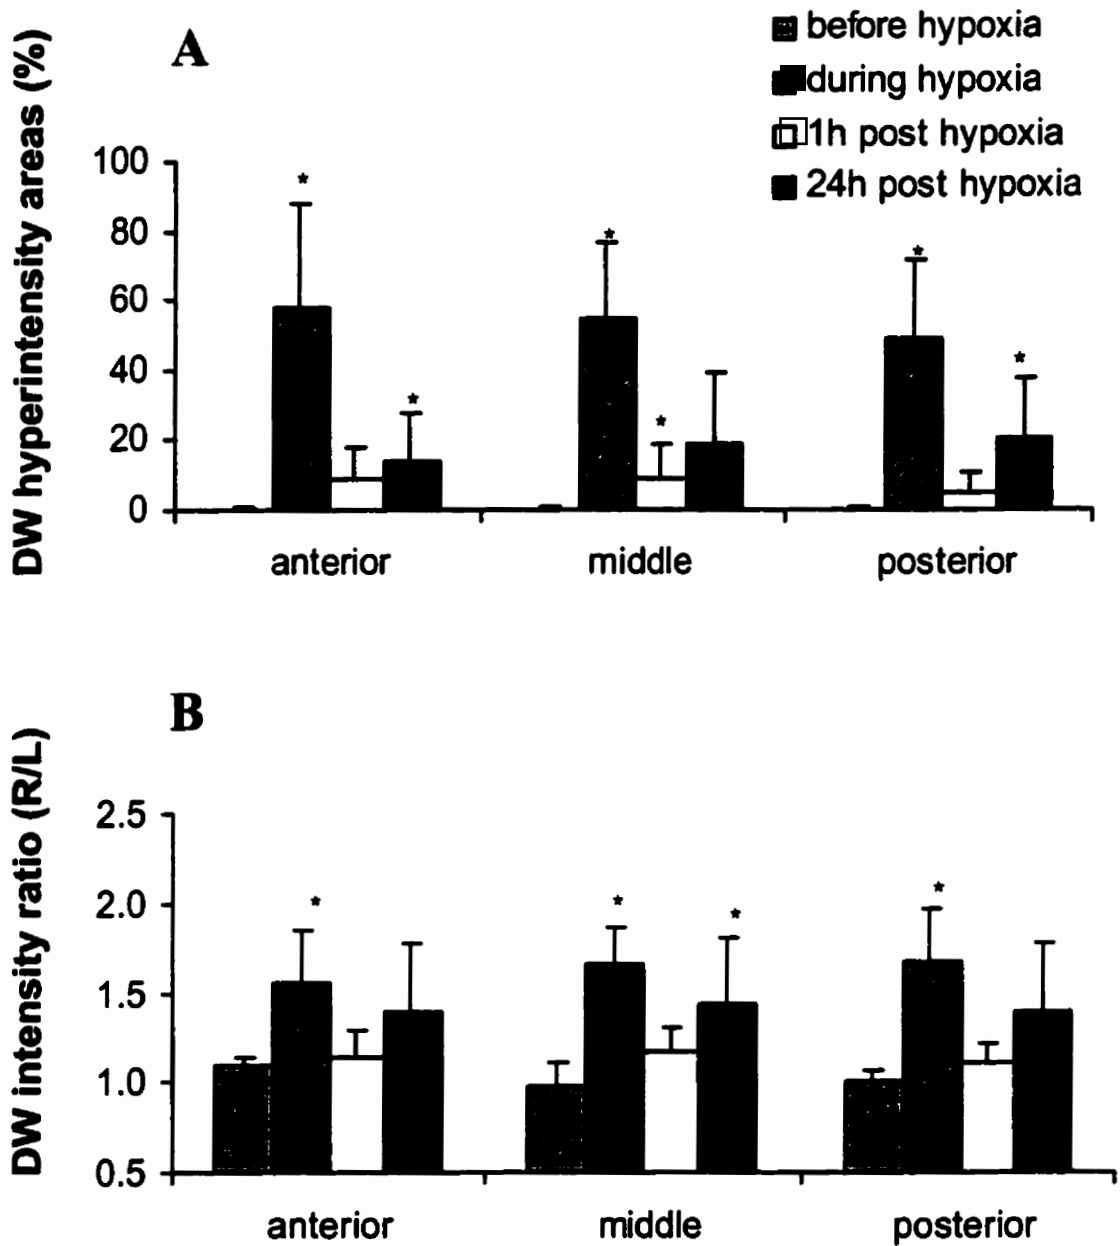 A
before hypoxia
during hypoxia
1h post hypoxia
24h post hypoxia
DW hyperintensity areas (%)
100
80
60
40
20
0
* * * * * * *
anterior middle posterior
B
DW intensity ratio (R/L)
2.5
2.0
1.5
1.0
0.5
* * * *
anterior middle posterior